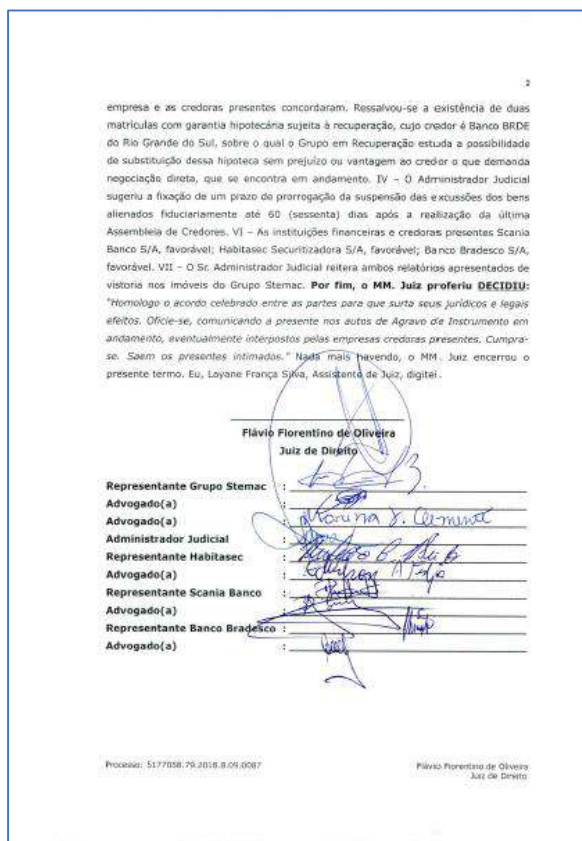 2
empresa e as credoras presentes concordaram. Ressalvou-se a existência de duas
matrículas com garantia hipotecária sujeita à recuperação, cujo credor é Banco BRDE
do Rio Grande do Sul, sobre o qual o Grupo em Recuperação estuda a possibilidade
de substituição dessa hipoteca sem prejuízo ou vantagem ao credor o que demanda
negociação direta, que se encontra em andamento. IV – O Administrador Judicial
sugeriu a fixação de um prazo de prorrogação da suspensão das excussões dos bens
alienados fiduciariamente até 60 (sessenta) dias após a realização da última
Assembleia de Credores. VI – As instituições financeiras e credoras presentes Scania
Banco S/A, favorável; Habitasec Securitizadora S/A, favorável; Banco Bradesco S/A,
favorável. VII – O Sr. Administrador Judicial reitera ambos relatórios apresentados de
vistoria nos imóveis do Grupo Stemac. Por fim, o MM. Juiz proferiu DECIDIU:
"Homologo o acordo celebrado entre as partes para que surta seus jurídicos e legais
efeitos. Oficie-se, comunicando a presente nos autos de Agravo de Instrumento em
andamento, eventualmente interpostos pelas empresas credoras presentes. Cumpra-
se. Saem os presentes intimados." Nada mais havendo, o MM. Juiz encerrou o
presente termo. Eu, Loyane França Silva, Assistente de Juiz, digitei.
Flávio Fiorentino de Oliveira
Juiz de Direito
Representante Grupo Stemac :
Advogado(a) :
Advogado(a) : Marina
Administrador Judicial :
Representante Habitasec :
Advogado(a) :
Representante Scania Banco :
Advogado(a) :
Representante Banco Bradesco :
Advogado(a) :
Processo: 5177058.79.2018.8.09.0087
Flávio Fiorentino de Oliveira
Juiz de Direito